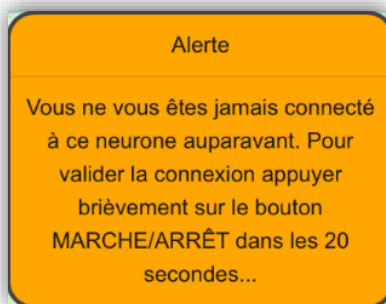 Alerte
Vous ne vous êtes jamais connecté
à ce neurone auparavant. Pour
valider la connexion appuyer
brièvement sur le bouton
MARCHE/ARRÊT dans les 20
secondes...